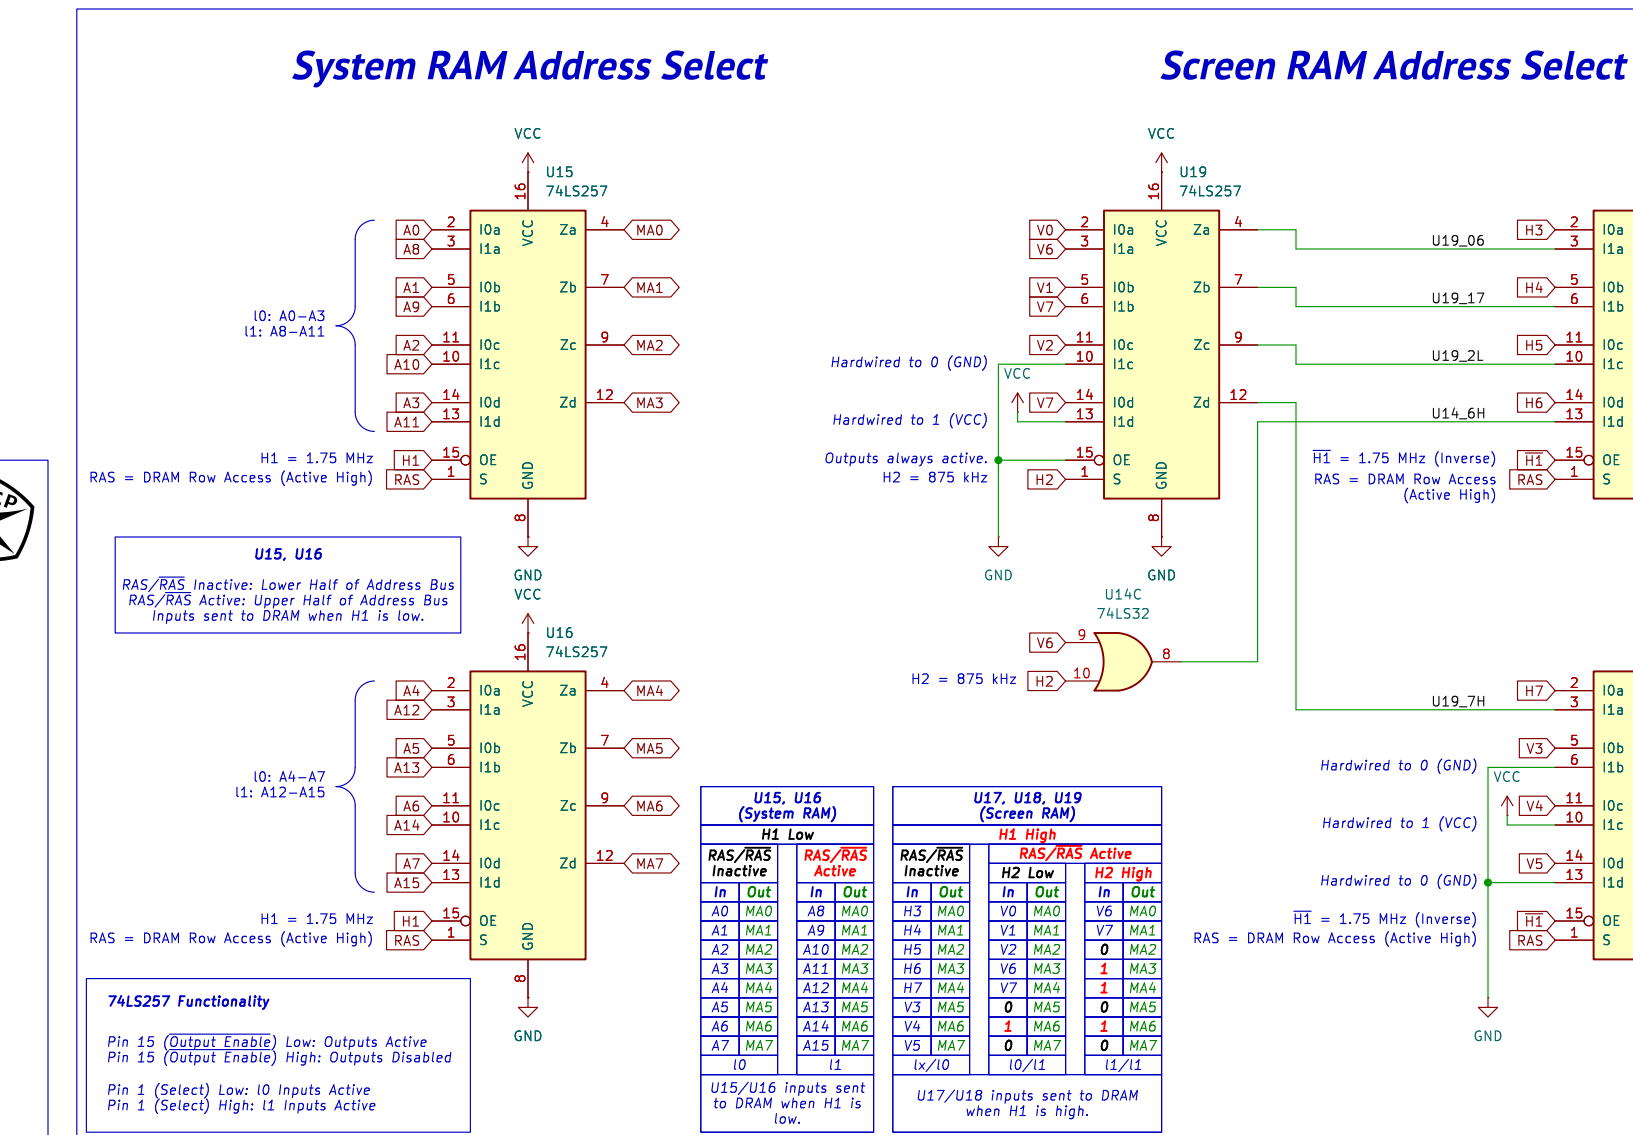 System RAM Address Select
Screen RAM Address Select
CP
VCC
16
U15
74LS257
A0 2 I0a VCC Za 4 MA0
A8 3 I1a
A1 5 I0b Zb 7 MA1
A9 6 I1b
l0: A0-A3
l1: A8-A11
A2 11 I0c Zc 9 MA2
A10 10 I1c
A3 14 I0d Zd 12 MA3
A11 13 I1d
H1 = 1.75 MHz H1 15 OE
RAS = DRAM Row Access (Active High) RAS 1 S GND
8
GND
U15, U16
RAS/RAS Inactive: Lower Half of Address Bus
RAS/RAS Active: Upper Half of Address Bus
Inputs sent to DRAM when H1 is low.
VCC
16
U16
74LS257
A4 2 I0a VCC Za 4 MA4
A12 3 I1a
A5 5 I0b Zb 7 MA5
A13 6 I1b
l0: A4-A7
l1: A12-A15
A6 11 I0c Zc 9 MA6
A14 10 I1c
A7 14 I0d Zd 12 MA7
A15 13 I1d
H1 = 1.75 MHz H1 15 OE
RAS = DRAM Row Access (Active High) RAS 1 S GND
8
GND
74LS257 Functionality
Pin 15 (Output Enable) Low: Outputs Active
Pin 15 (Output Enable) High: Outputs Disabled
Pin 1 (Select) Low: l0 Inputs Active
Pin 1 (Select) High: l1 Inputs Active
VCC
16
U19
74LS257
V0 2 I0a VCC Za 4
V6 3 I1a
V1 5 I0b Zb 7
V7 6 I1b
V2 11 I0c Zc 9
Hardwired to 0 (GND) 10 I1c
VCC
V7 14 I0d Zd 12
Hardwired to 1 (VCC) 13 I1d
Outputs always active. 15 OE
H2 = 875 kHz H2 1 S GND
8
GND
GND
U14C
74LS32
V6 9
8
H2 = 875 kHz H2 10
H3 2 I0a
U19_06 3 I1a
H4 5 I0b
U19_17 6 I1b
H5 11 I0c
U19_2L 10 I1c
H6 14 I0d
U14_6H 13 I1d
H1 = 1.75 MHz (Inverse) H1 15 OE
RAS = DRAM Row Access RAS 1 S
(Active High)
H7 2 I0a
U19_7H 3 I1a
V3 5 I0b
Hardwired to 0 (GND) 6 I1b
VCC
V4 11 I0c
Hardwired to 1 (VCC) 10 I1c
V5 14 I0d
Hardwired to 0 (GND) 13 I1d
H1 = 1.75 MHz (Inverse) H1 15 OE
RAS = DRAM Row Access (Active High) RAS 1 S
GND
U15, U16
(System RAM)
H1 Low
RAS/RAS Inactive RAS/RAS Active
In Out In Out
A0 MA0 A8 MA0
A1 MA1 A9 MA1
A2 MA2 A10 MA2
A3 MA3 A11 MA3
A4 MA4 A12 MA4
A5 MA5 A13 MA5
A6 MA6 A14 MA6
A7 MA7 A15 MA7
l0 l1
U15/U16 inputs sent
to DRAM when H1 is
low.
U17, U18, U19
(Screen RAM)
H1 High
RAS/RAS Inactive RAS/RAS Active
H2 Low H2 High
In Out In Out In Out
H3 MA0 V0 MA0 V6 MA0
H4 MA1 V1 MA1 V7 MA1
H5 MA2 V2 MA2 0 MA2
H6 MA3 V6 MA3 1 MA3
H7 MA4 V7 MA4 1 MA4
V3 MA5 0 MA5 0 MA5
V4 MA6 1 MA6 1 MA6
V5 MA7 0 MA7 0 MA7
lx/l0 l0/l1 l1/l1
U17/U18 inputs sent to DRAM
when H1 is high.